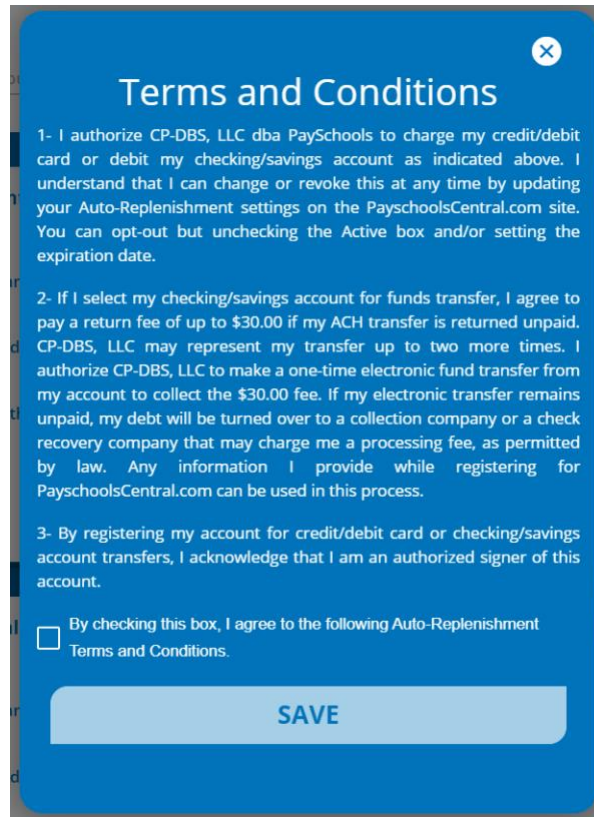 Terms and Conditions
1- I authorize CP-DBS, LLC dba PaySchools to charge my credit/debit
card or debit my checking/savings account as indicated above. I
understand that I can change or revoke this at any time by updating
your Auto-Replenishment settings on the PayschoolsCentral.com site.
You can opt-out but unchecking the Active box and/or setting the
expiration date.
2- If I select my checking/savings account for funds transfer, I agree to
pay a return fee of up to $30.00 if my ACH transfer is returned unpaid.
CP-DBS, LLC may represent my transfer up to two more times. I
authorize CP-DBS, LLC to make a one-time electronic fund transfer from
my account to collect the $30.00 fee. If my electronic transfer remains
unpaid, my debt will be turned over to a collection company or a check
recovery company that may charge me a processing fee, as permitted
by law. Any information I provide while registering for
PayschoolsCentral.com can be used in this process.
3- By registering my account for credit/debit card or checking/savings
account transfers, I acknowledge that I am an authorized signer of this
account.
By checking this box, I agree to the following Auto-Replenishment
Terms and Conditions.
SAVE